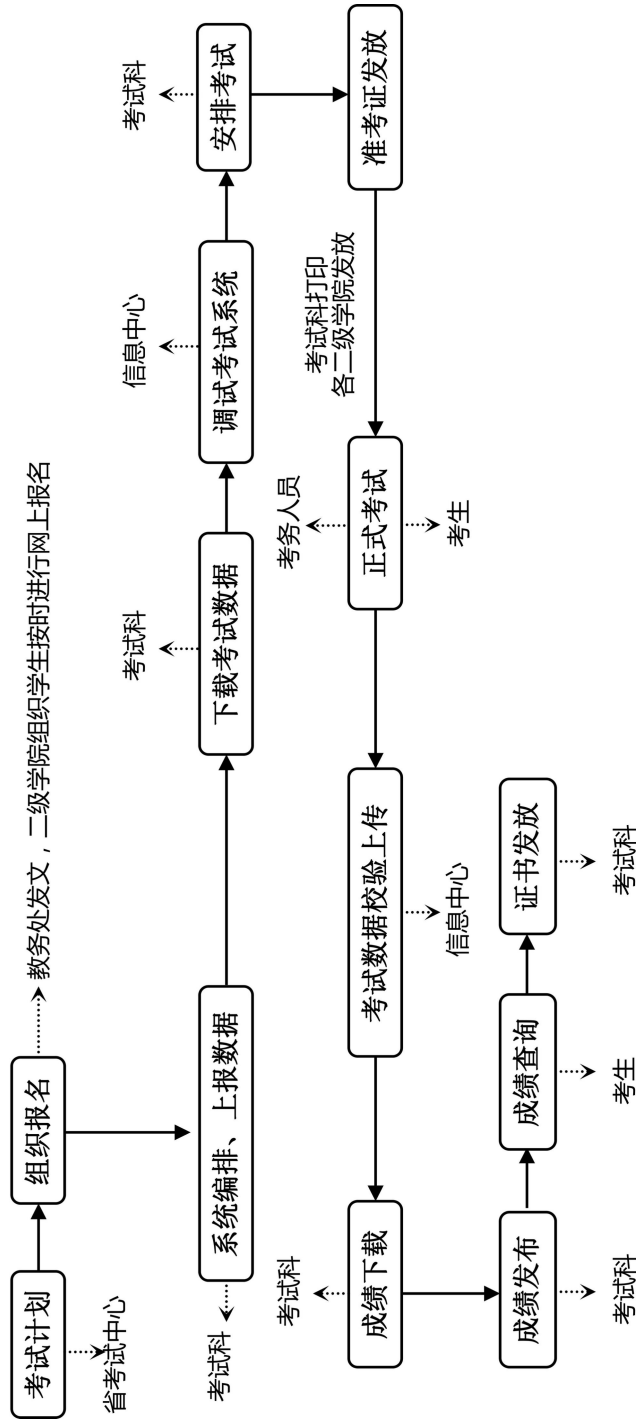 考试计划
省考试中心
组织报名
教务处发文，二级学院组织学生按时进行网上报名
系统编排、上报数据
考试科
下载考试数据
考试科
调试考试系统
信息中心
安排考试
考试科
准考证发放
考试科打印
各二级学院发放
正式考试
考务人员
考生
考试数据校验上传
信息中心
成绩下载
考试科
成绩发布
考试科
成绩查询
考生
证书发放
考试科